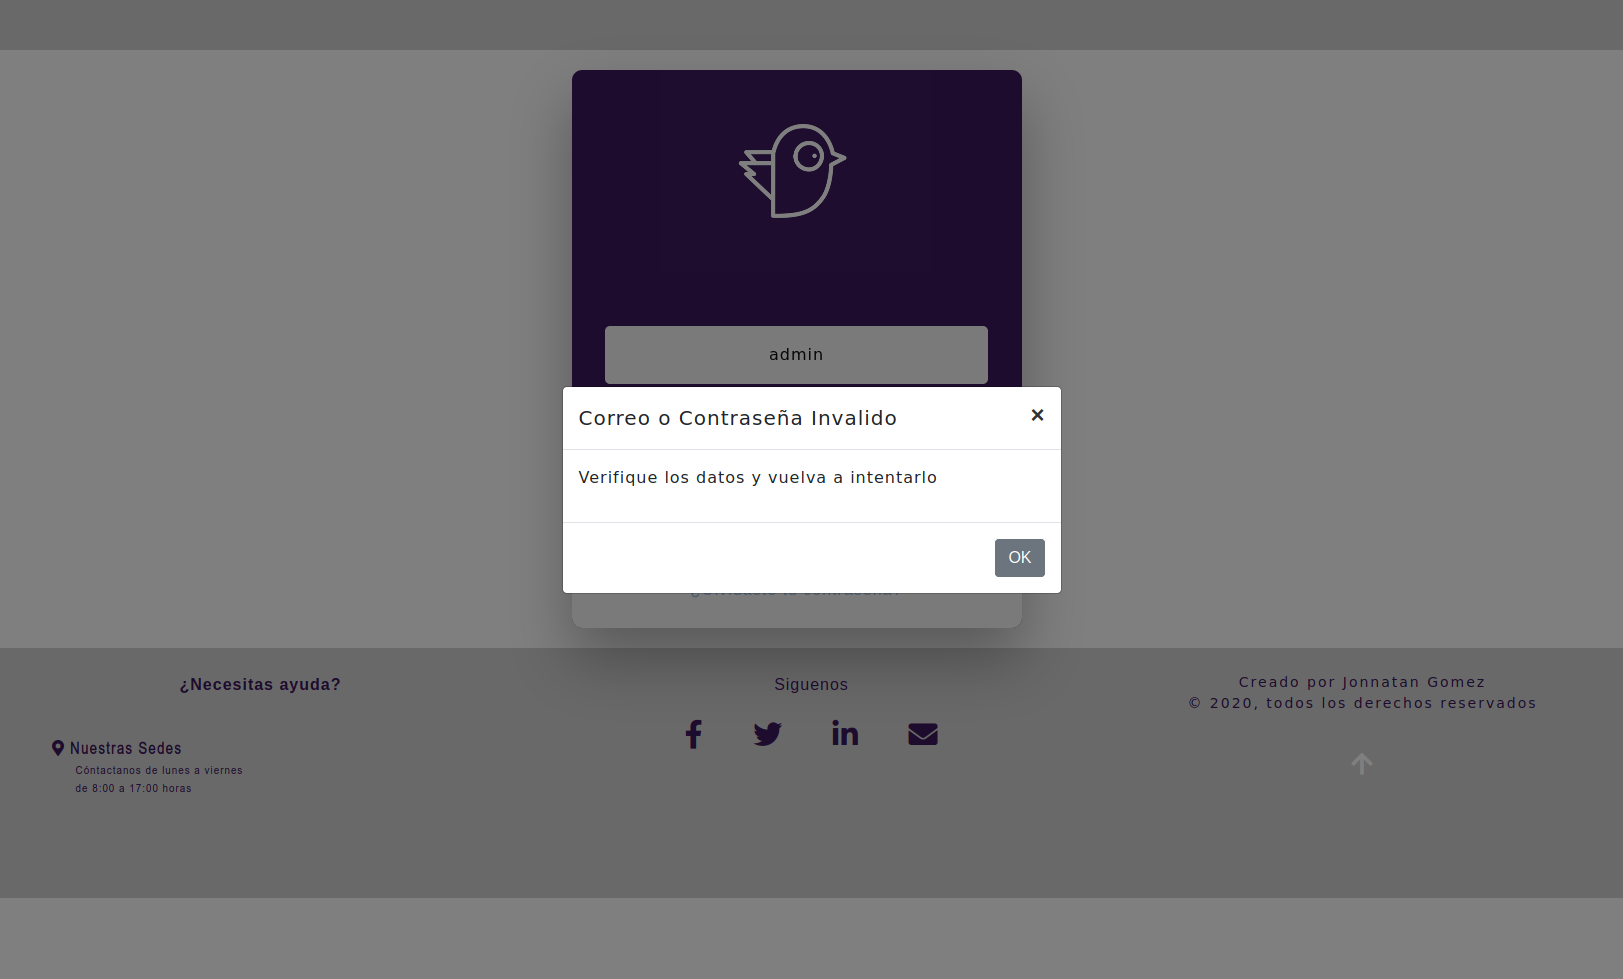 admin
Correo o Contraseña Invalido
×
Verifique los datos y vuelva a intentarlo
OK
¿Necesitas ayuda?
Nuestras Sedes
Cóntactanos de lunes a viernes
de 8:00 a 17:00 horas
Siguenos
Creado por Jonnatan Gomez
© 2020, todos los derechos reservados